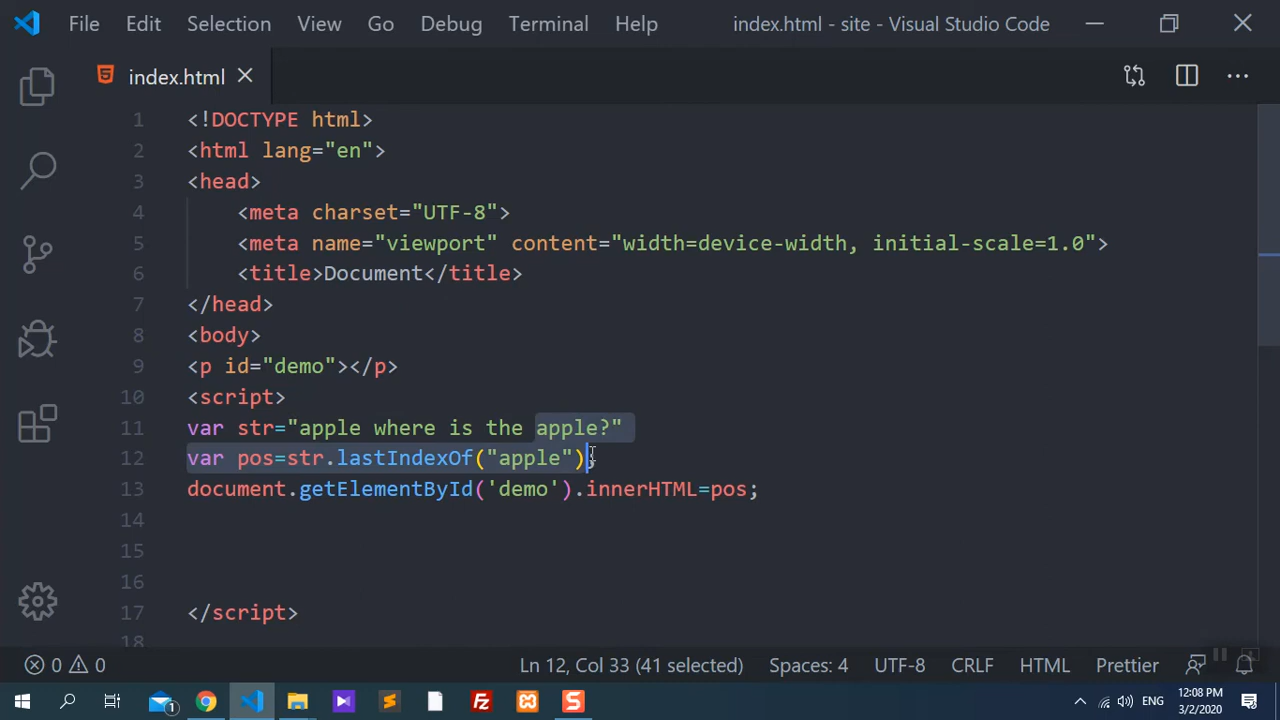 File Edit Selection View Go Debug Terminal Help index.html - site - Visual Studio Code
index.html
1 <!DOCTYPE html>
2 <html lang="en">
3 <head>
4 <meta charset="UTF-8">
5 <meta name="viewport" content="width=device-width, initial-scale=1.0">
6 <title>Document</title>
7 </head>
8 <body>
9 <p id="demo"></p>
10 <script>
11 var str="apple where is the apple?"
12 var pos=str.lastIndexOf("apple");
13 document.getElementById('demo').innerHTML=pos;
14
15
16
17 </script>
18
0 0 Ln 12, Col 33 (41 selected) Spaces: 4 UTF-8 CRLF HTML Prettier
1 Fz S ENG 12:08 PM
3/2/2020